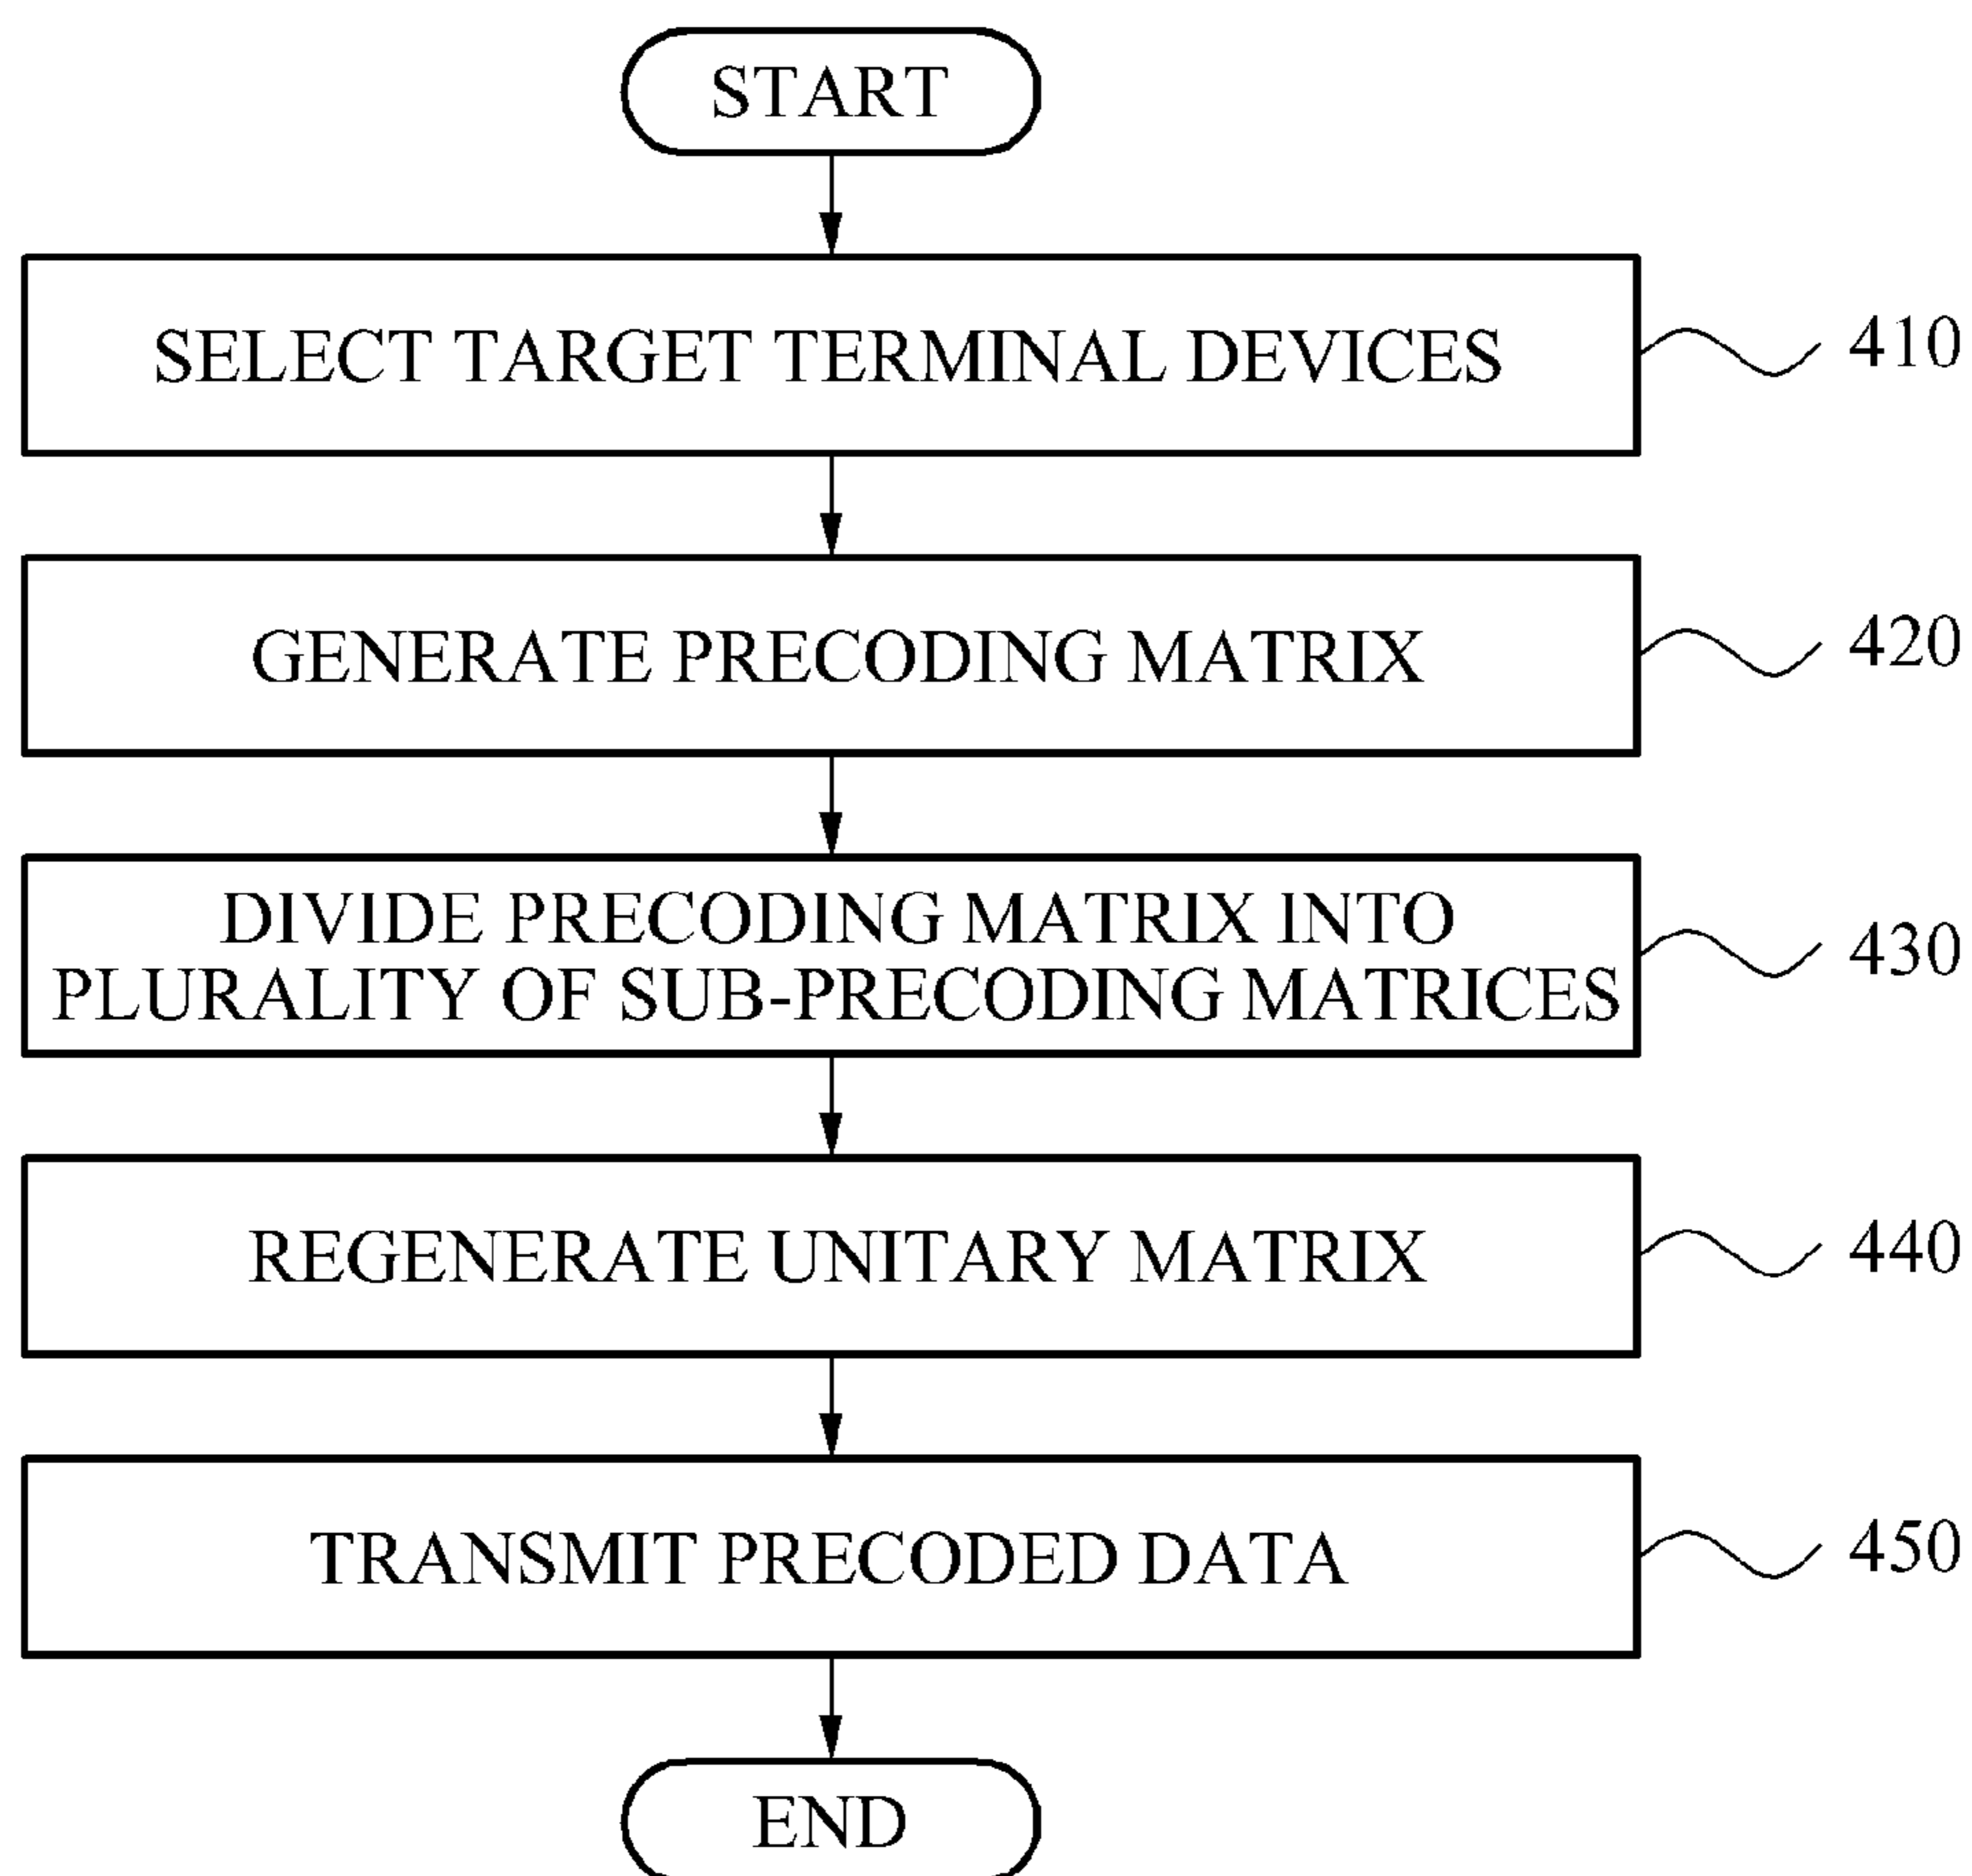 START
SELECT TARGET TERMINAL DEVICES
410
GENERATE PRECODING MATRIX
420
DIVIDE PRECODING MATRIX INTO
PLURALITY OF SUB-PRECODING MATRICES
430
REGENERATE UNITARY MATRIX
440
TRANSMIT PRECODED DATA
450
END